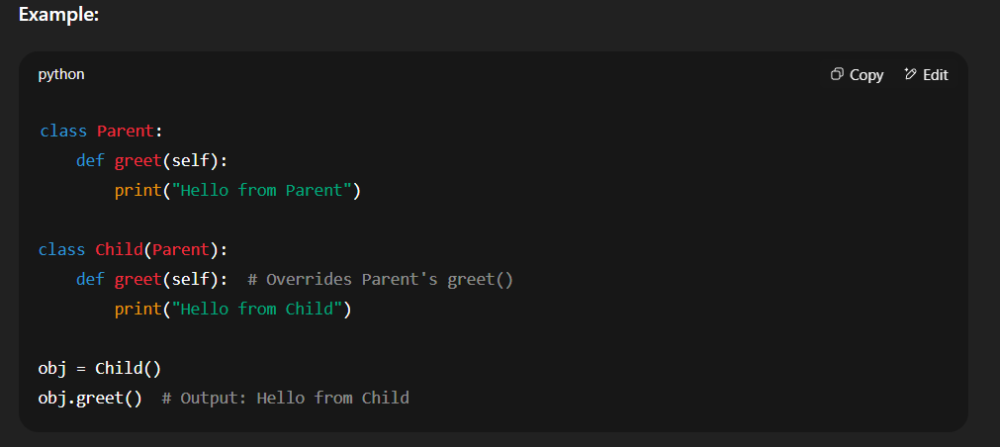 Example:
python
Copy
Edit
class Parent:
    def greet(self):
        print("Hello from Parent")
class Child(Parent):
    def greet(self):  # Overrides Parent's greet()
        print("Hello from Child")
obj = Child()
obj.greet()  # Output: Hello from Child